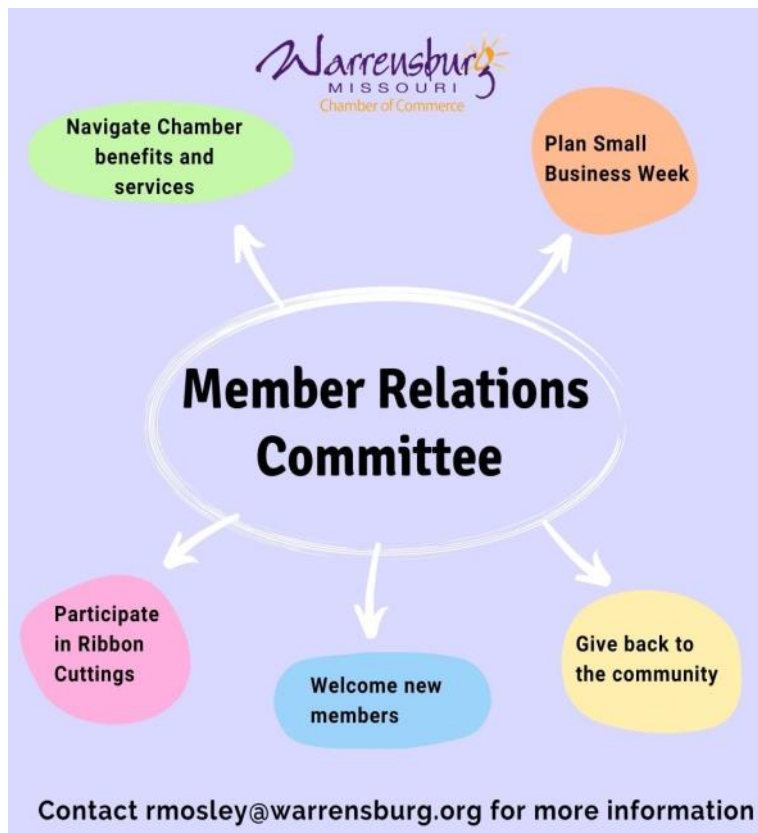 Warrensburg
MISSOURI
Chamber of Commerce
Navigate Chamber
benefits and
services
Plan Small
Business Week
Member Relations
Committee
Participate
in Ribbon
Cuttings
Welcome new
members
Give back to
the community
Contact rmosley@warrensburg.org for more information